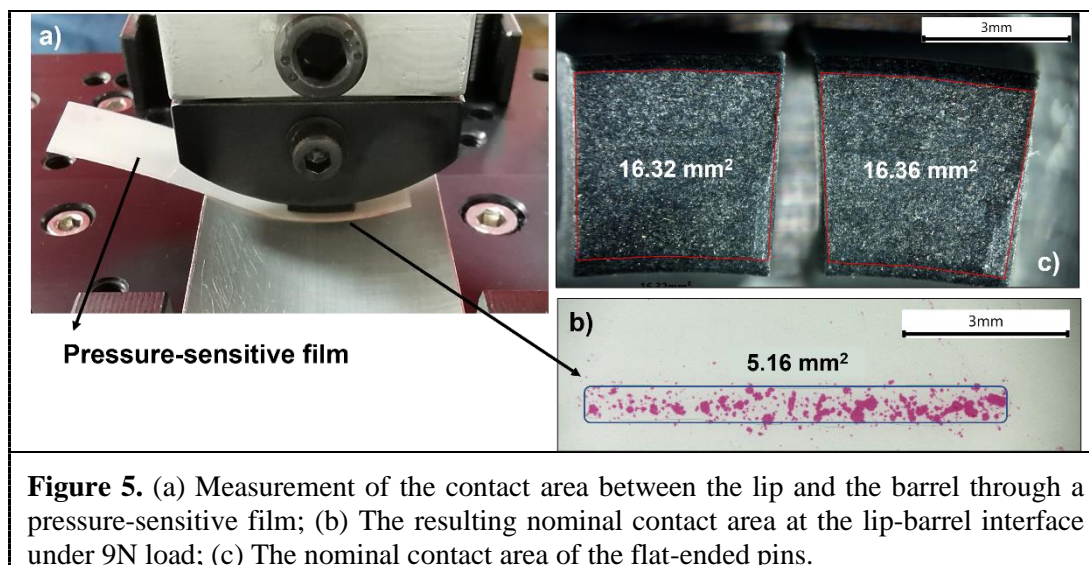 a)
Pressure-sensitive film
3mm
16.32 mm²
16.36 mm²
c)
b)
3mm
5.16 mm²
Figure 5. (a) Measurement of the contact area between the lip and the barrel through a
pressure-sensitive film; (b) The resulting nominal contact area at the lip-barrel interface
under 9N load; (c) The nominal contact area of the flat-ended pins.